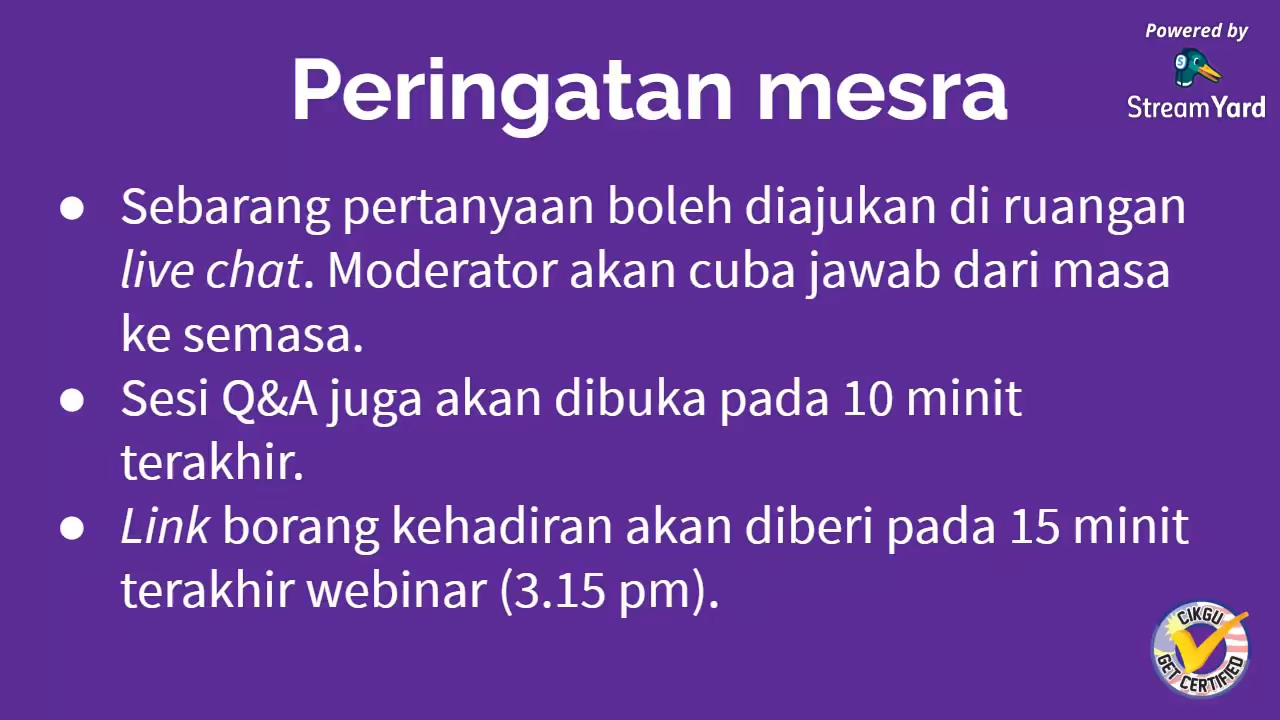 Powered by
StreamYard
Peringatan mesra
● Sebarang pertanyaan boleh diajukan di ruangan
live chat. Moderator akan cuba jawab dari masa
ke semasa.
● Sesi Q&A juga akan dibuka pada 10 minit
terakhir.
● Link borang kehadiran akan diberi pada 15 minit
terakhir webinar (3.15 pm).
CIKGU
GET CERTIFIED